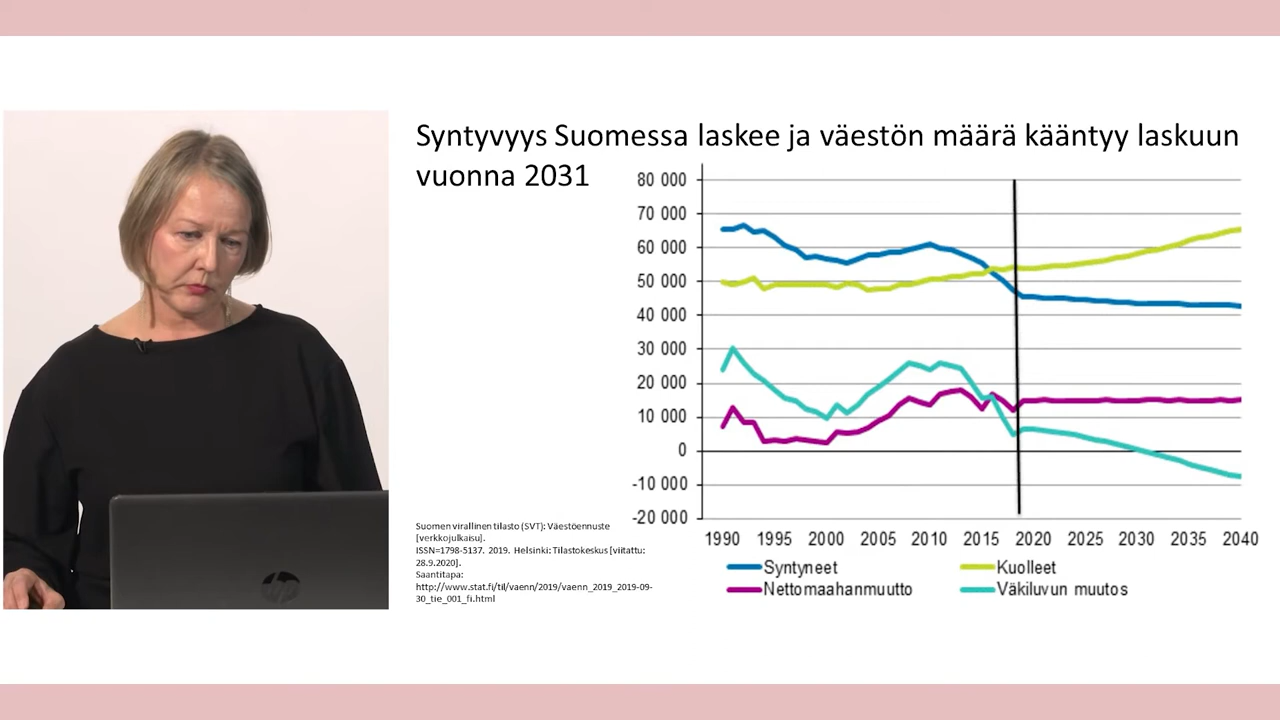 Syntyvyys Suomessa laskee ja väestön määrä kääntyy laskuun
vuonna 2031
80 000
70 000
60 000
50 000
40 000
30 000
20 000
10 000
0
-10 000
-20 000
1990 1995 2000 2005 2010 2015 2020 2025 2030 2035 2040
Syntyneet
Kuolleet
Nettomaahanmuutto
Väkiluvun muutos
Suomen virallinen tilasto (SVT): Väestöennuste
[verkkojulkaisu].
ISSN=1798-5137. 2019. Helsinki: Tilastokeskus [viitattu:
28.9.2020].
Saantitapa:
http://www.stat.fi/til/vaenn/2019/vaenn_2019_2019-09-
30_tie_001_fi.html
hp